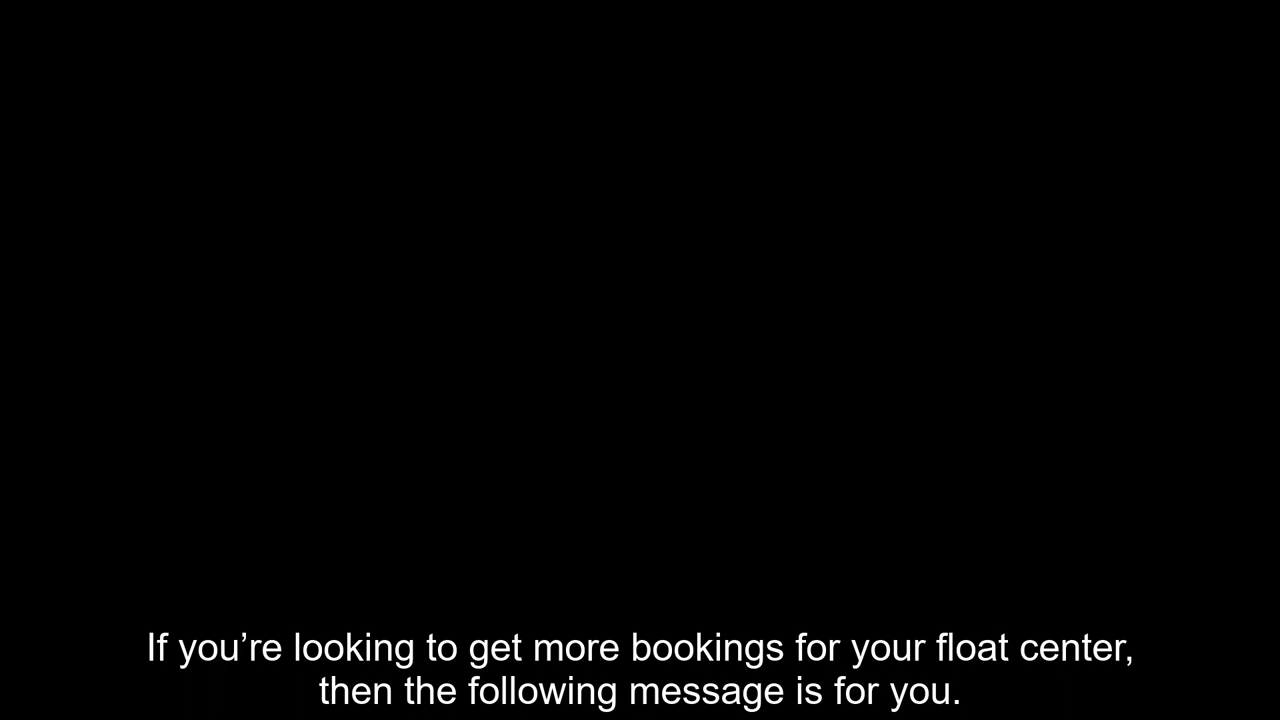 If you’re looking to get more bookings for your float center,
then the following message is for you.